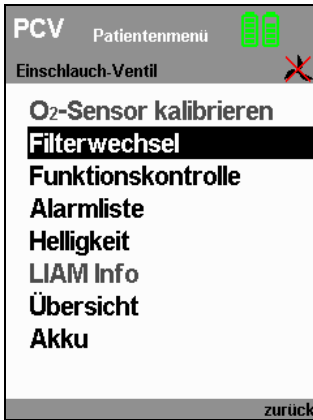 PCV Patientenmenü
Einschlauch-Ventil
O₂-Sensor kalibrieren
Filterwechsel
Funktionskontrolle
Alarmliste
Helligkeit
LIAM Info
Übersicht
Akku
zurück